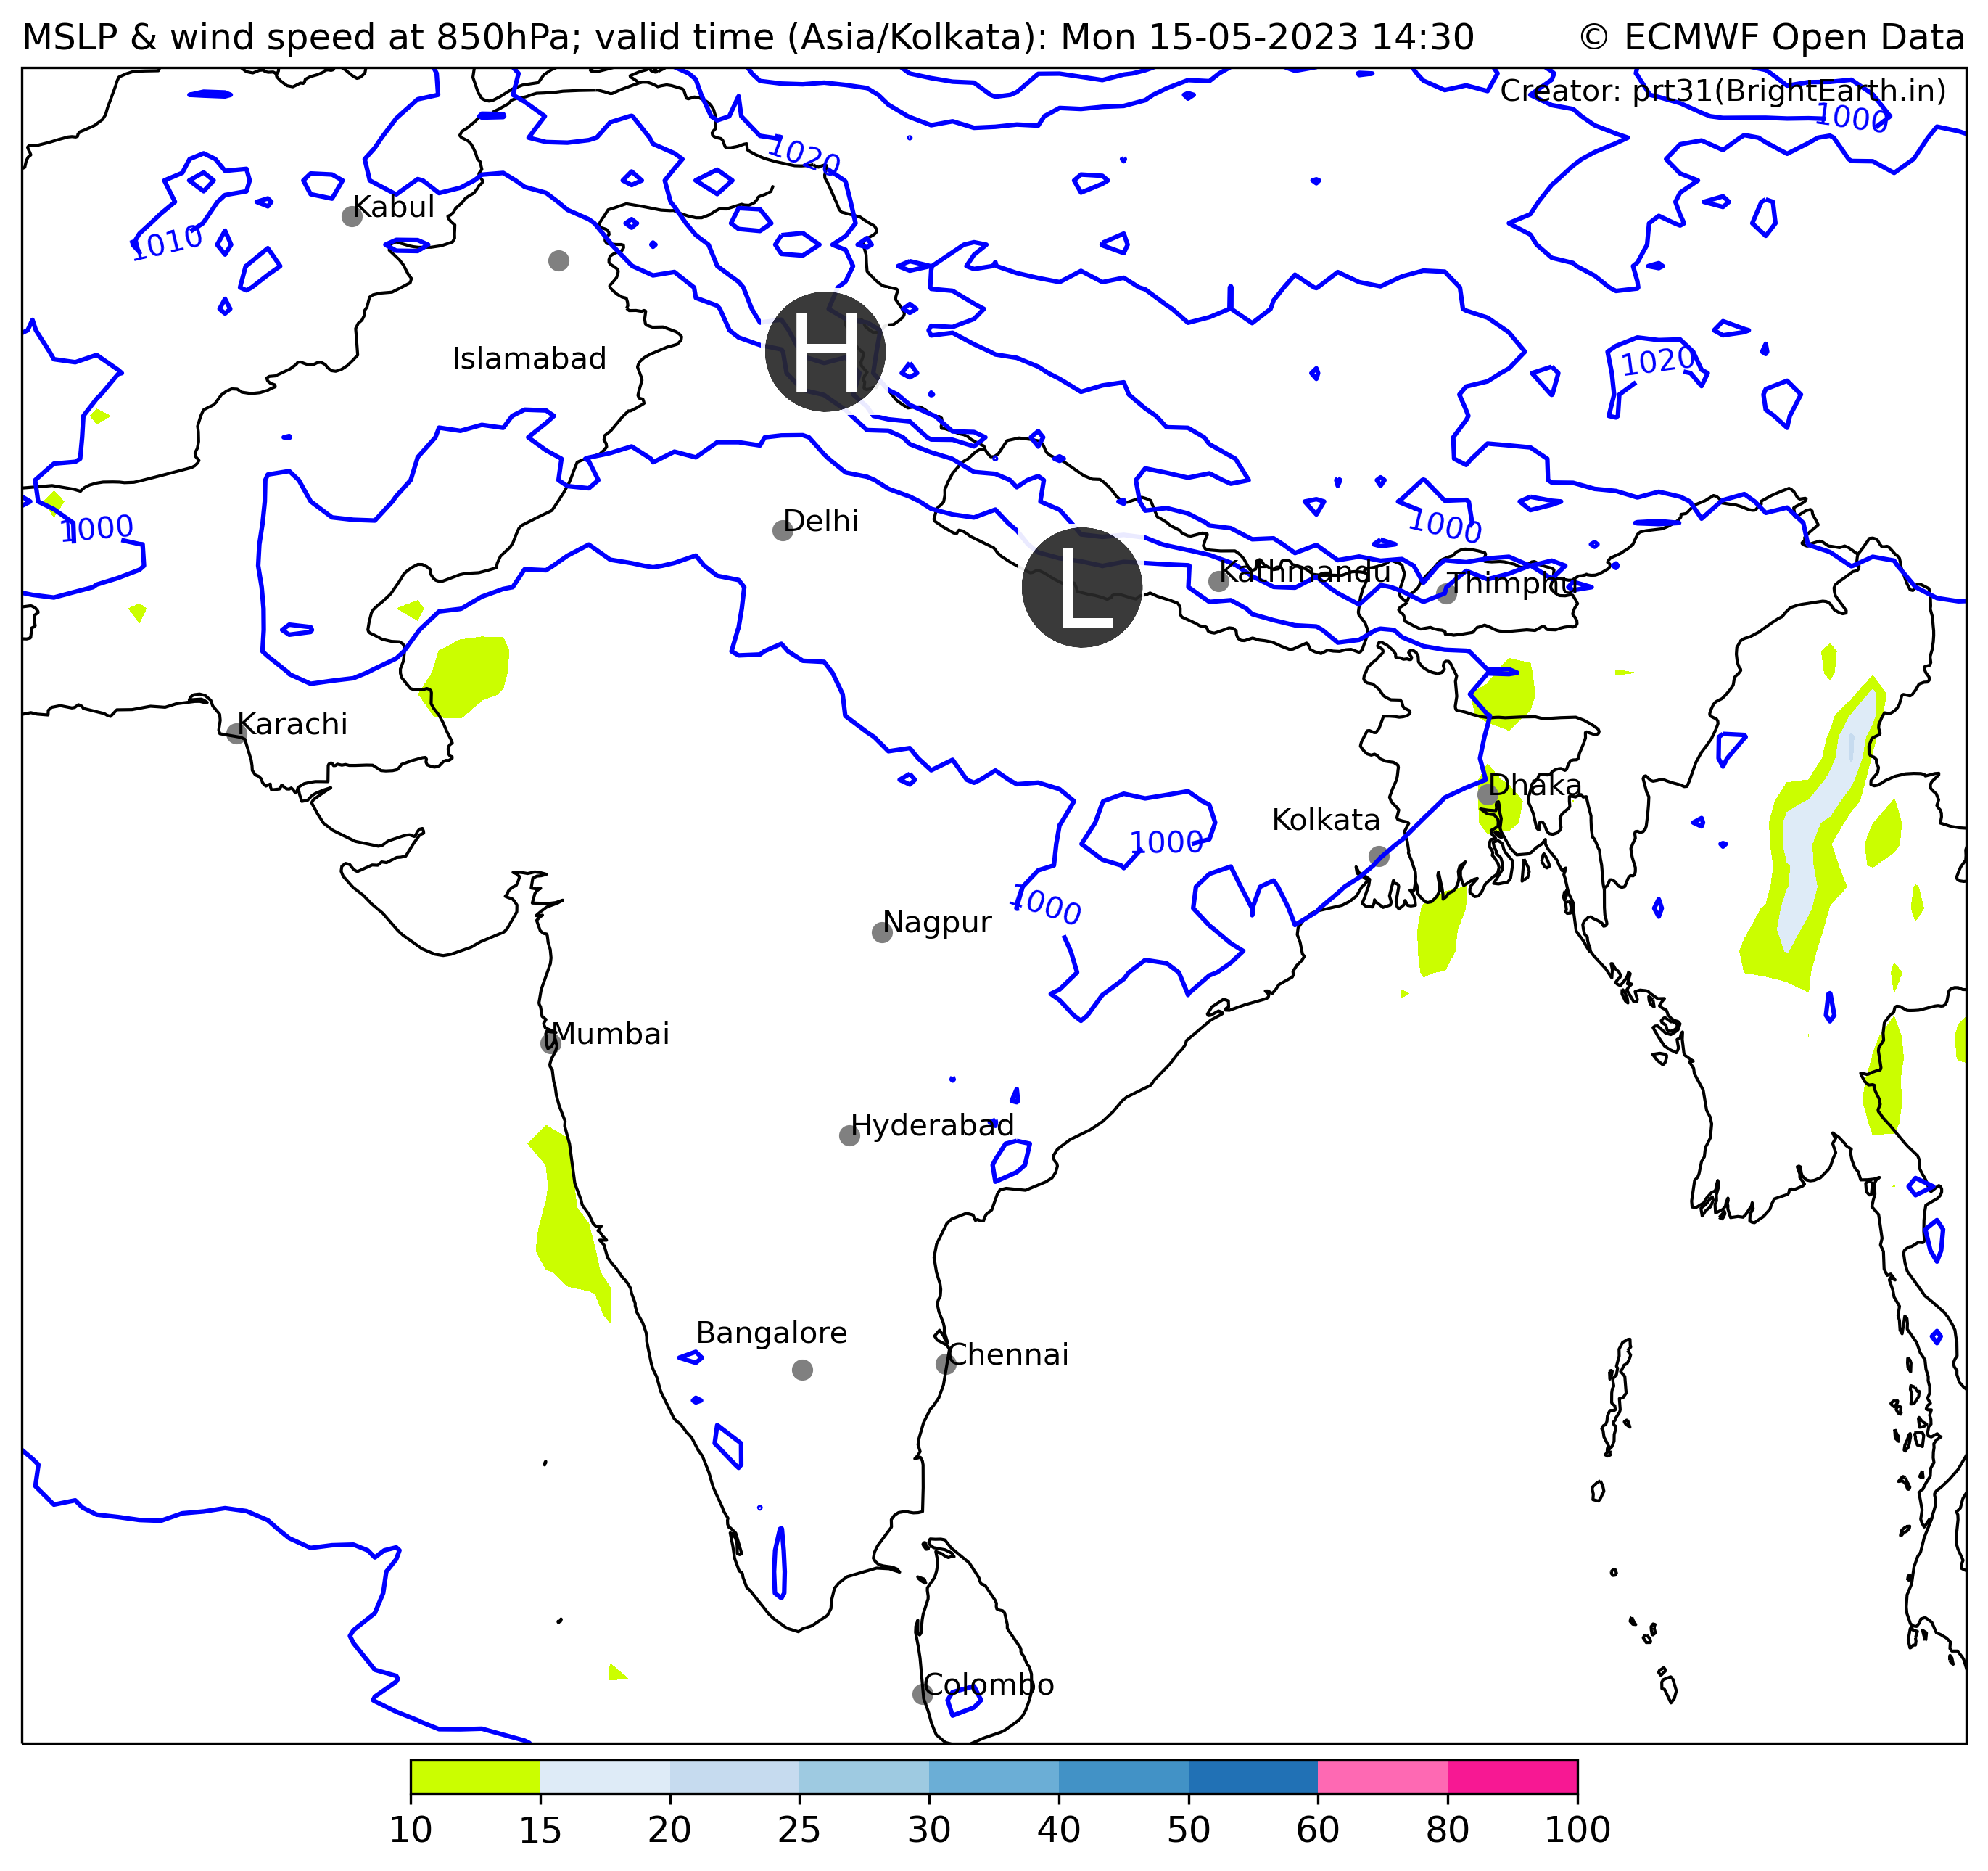 MSLP & wind speed at 850hPa; valid time (Asia/Kolkata): Mon 15-05-2023 14:30
© ECMWF Open Data
Creator: prt31(BrightEarth.in)
1000
1020
Kabul
1010
H
Islamabad
1020
1000
Delhi
1000
L
Kathmandu
Thimphu
Karachi
Dhaka
Kolkata
1000
1000
Nagpur
Mumbai
Hyderabad
Bangalore
Chennai
Colombo
10 15 20 25 30 40 50 60 80 100